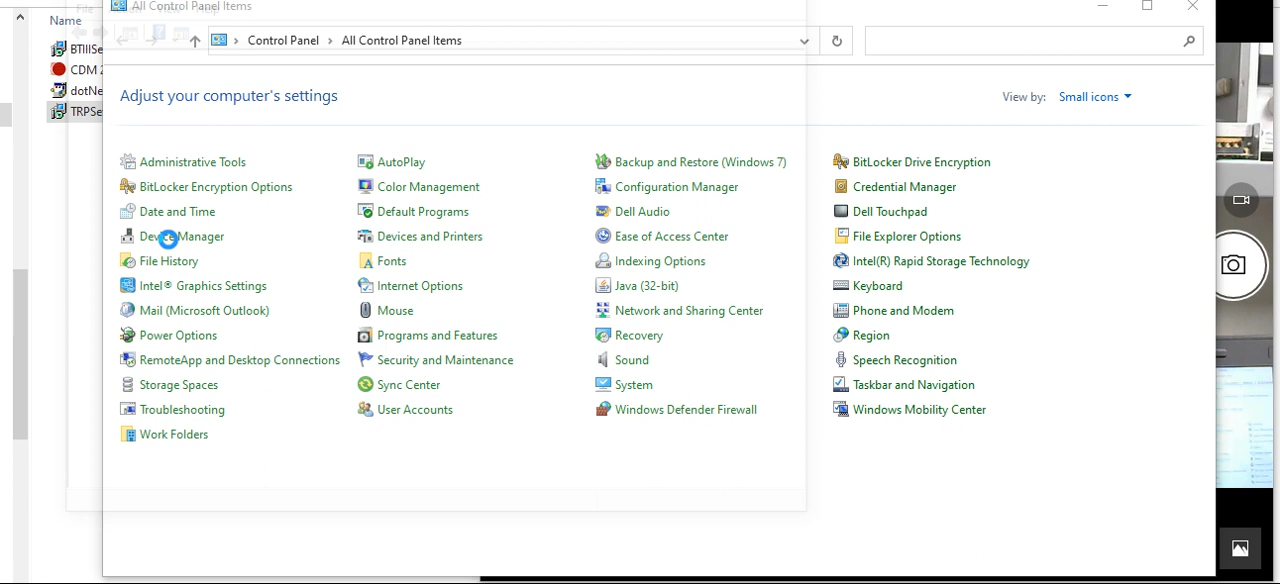 Name
All Control Panel Items
BTIIISe
Control Panel › All Control Panel Items
CDM 2
dotNe
Adjust your computer's settings
View by: Small icons
TRPSe
Administrative Tools
AutoPlay
Backup and Restore (Windows 7)
BitLocker Drive Encryption
BitLocker Encryption Options
Color Management
Configuration Manager
Credential Manager
Date and Time
Default Programs
Dell Audio
Dell Touchpad
Device Manager
Devices and Printers
Ease of Access Center
File Explorer Options
File History
Fonts
Indexing Options
Intel(R) Rapid Storage Technology
Intel® Graphics Settings
Internet Options
Java (32-bit)
Keyboard
Mail (Microsoft Outlook)
Mouse
Network and Sharing Center
Phone and Modem
Power Options
Programs and Features
Recovery
Region
RemoteApp and Desktop Connections
Security and Maintenance
Sound
Speech Recognition
Storage Spaces
Sync Center
System
Taskbar and Navigation
Troubleshooting
User Accounts
Windows Defender Firewall
Windows Mobility Center
Work Folders